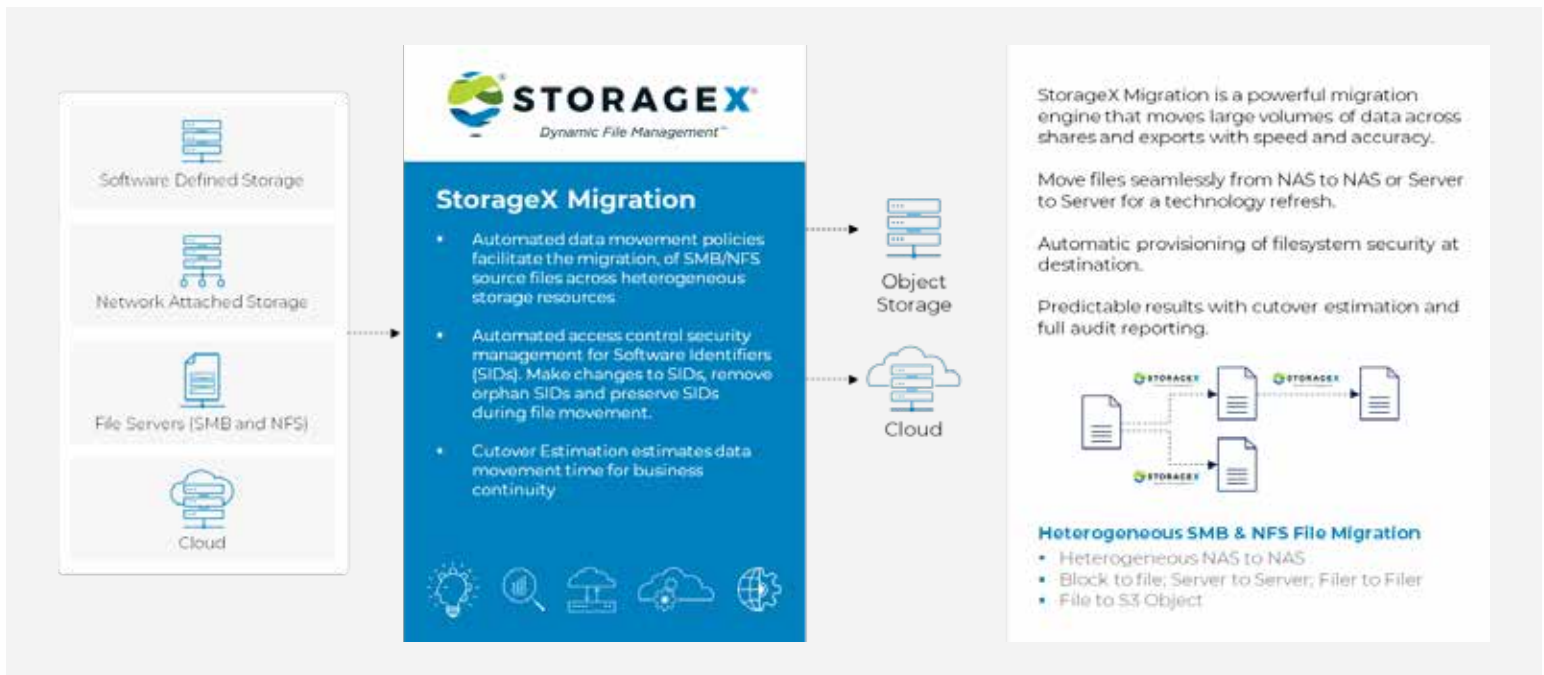 Software Defined Storage
Network Attached Storage
File Servers (SMB and NFS)
Cloud
STORAGEX®
Dynamic File Management™
StorageX Migration
• Automated data movement policies
facilitate the migration, of SMB/NFS
source files across heterogeneous
storage resources
• Automated access control security
management for Software Identifiers
(SIDs). Make changes to SIDs, remove
orphan SIDs and preserve SIDs
during file movement.
• Cutover Estimation estimates data
movement time for business
continuity
Object
Storage
Cloud
StorageX Migration is a powerful migration
engine that moves large volumes of data across
shares and exports with speed and accuracy.
Move files seamlessly from NAS to NAS or Server
to Server for a technology refresh.
Automatic provisioning of filesystem security at
destination.
Predictable results with cutover estimation and
full audit reporting.
STORAGEX
STORAGEX
STORAGEX
Heterogeneous SMB & NFS File Migration
• Heterogeneous NAS to NAS
• Block to file; Server to Server; Filer to Filer
• File to S3 Object